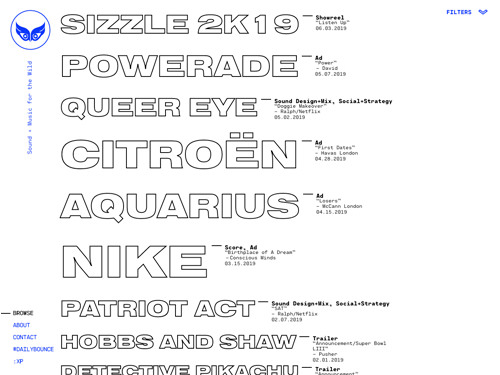 FILTERS
SIZZLE 2K19
Showreel
"Listen Up"
06.03.2019
POWERADE
Ad
"Power"
– David
05.07.2019
Sound + Music for the Wild
QUEER EYE
Sound Design+Mix, Social+Strategy
"Doggie Makeover"
– Ralph/Netflix
05.02.2019
CITROËN
Ad
"First Dates"
– Havas London
04.28.2019
AQUARIUS
Ad
"Losers"
– McCann London
04.15.2019
NIKE
Score, Ad
"Birthplace of A Dream"
–Conscious Minds
03.15.2019
PATRIOT ACT
Sound Design+Mix, Social+Strategy
"SAT"
– Ralph/Netflix
02.07.2019
HOBBS AND SHAW
Trailer
"Announcement/Super Bowl
LIII"
– Pusher
02.01.2019
DETECTIVE PIKACHU
Trailer
"Announcement"
BROWSE
ABOUT
CONTACT
#DAILYBOUNCE
:XP